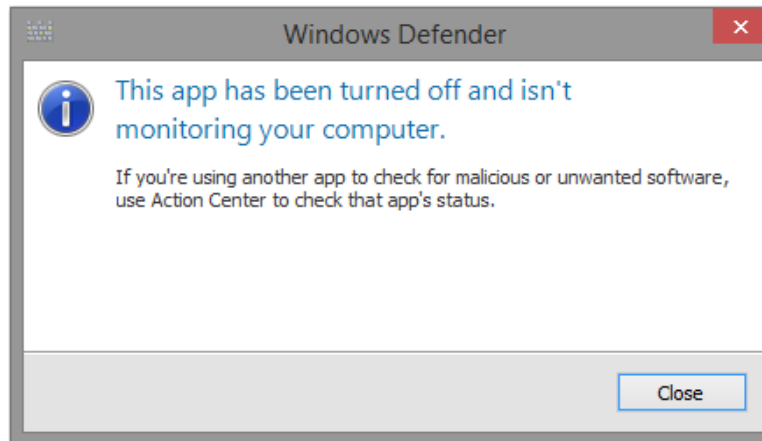 Windows Defender
This app has been turned off and isn't
monitoring your computer.
If you're using another app to check for malicious or unwanted software,
use Action Center to check that app's status.
Close